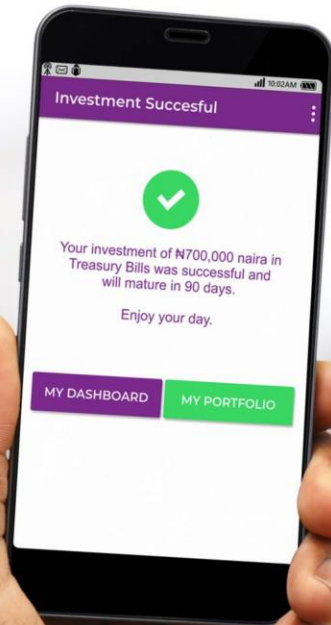 10:02AM
Investment Succesful
Your investment of ₦700,000 naira in
Treasury Bills was successful and
will mature in 90 days.
Enjoy your day.
MY DASHBOARD
MY PORTFOLIO